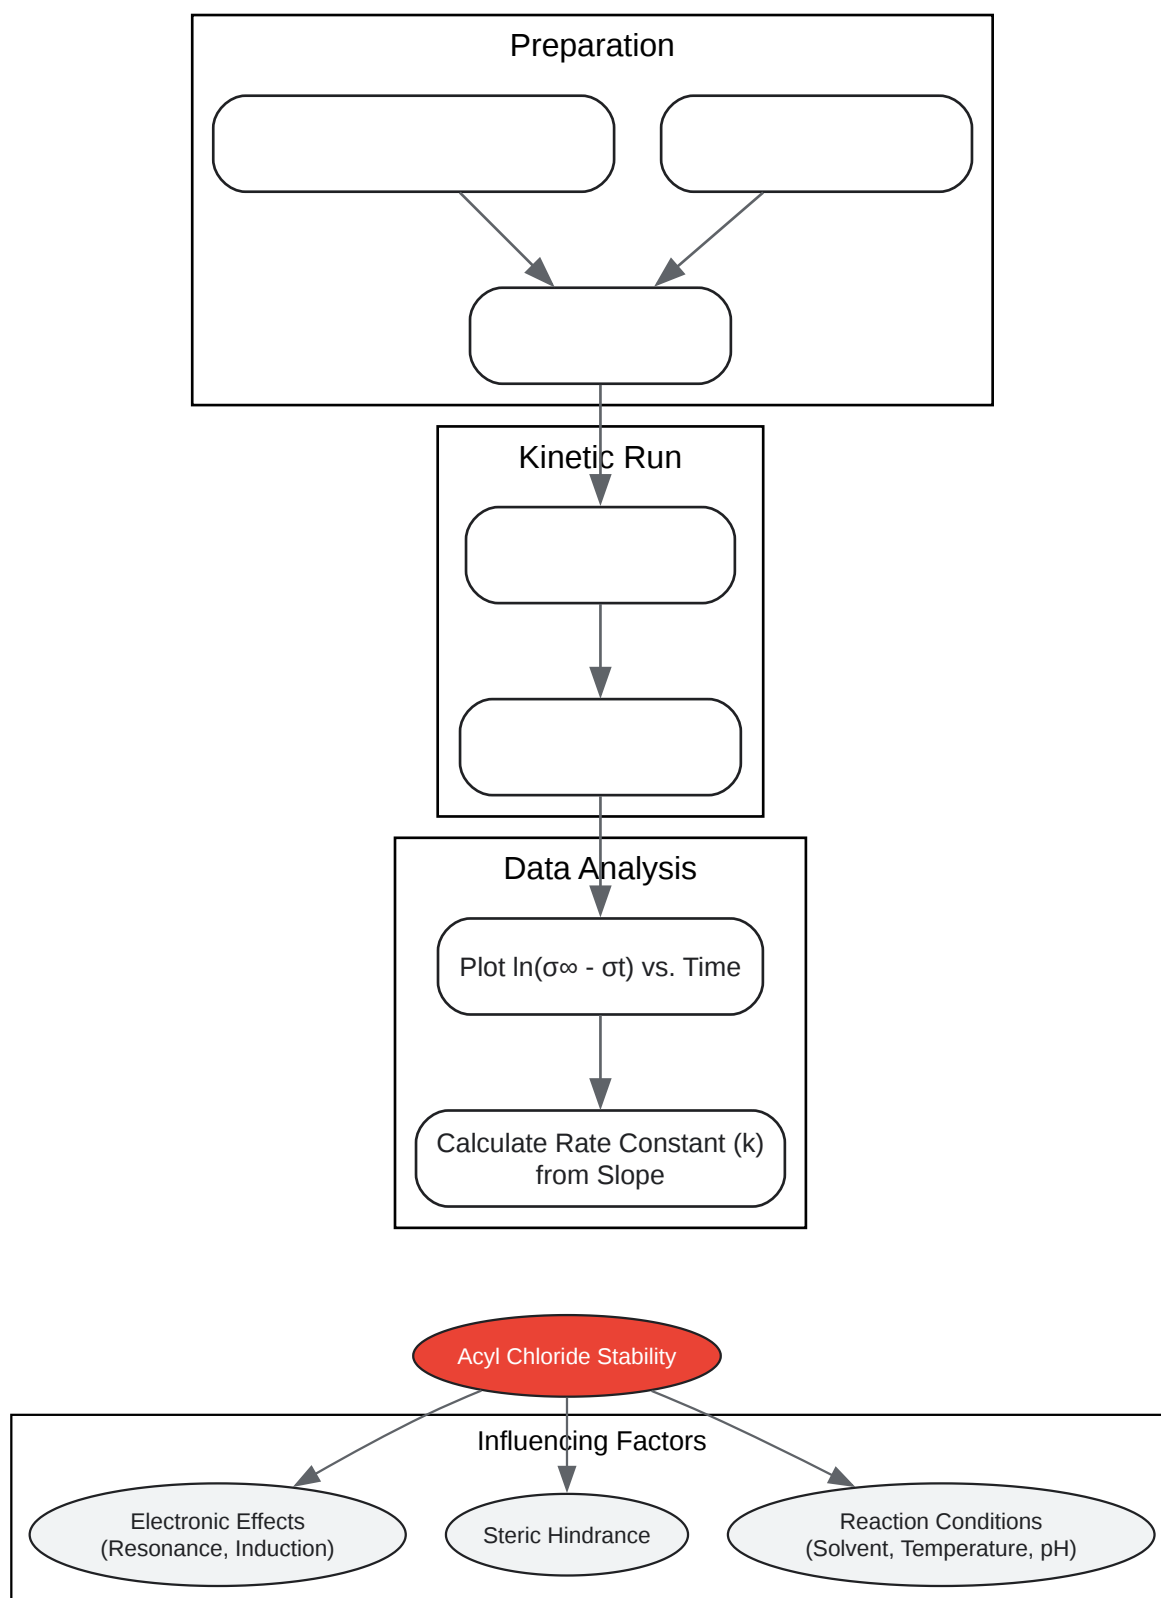 Preparation
Kinetic Run
Data Analysis
Plot ln(σ∞ - σt) vs. Time
Calculate Rate Constant (k)
from Slope
Acyl Chloride Stability
Influencing Factors
Electronic Effects
(Resonance, Induction)
Steric Hindrance
Reaction Conditions
(Solvent, Temperature, pH)